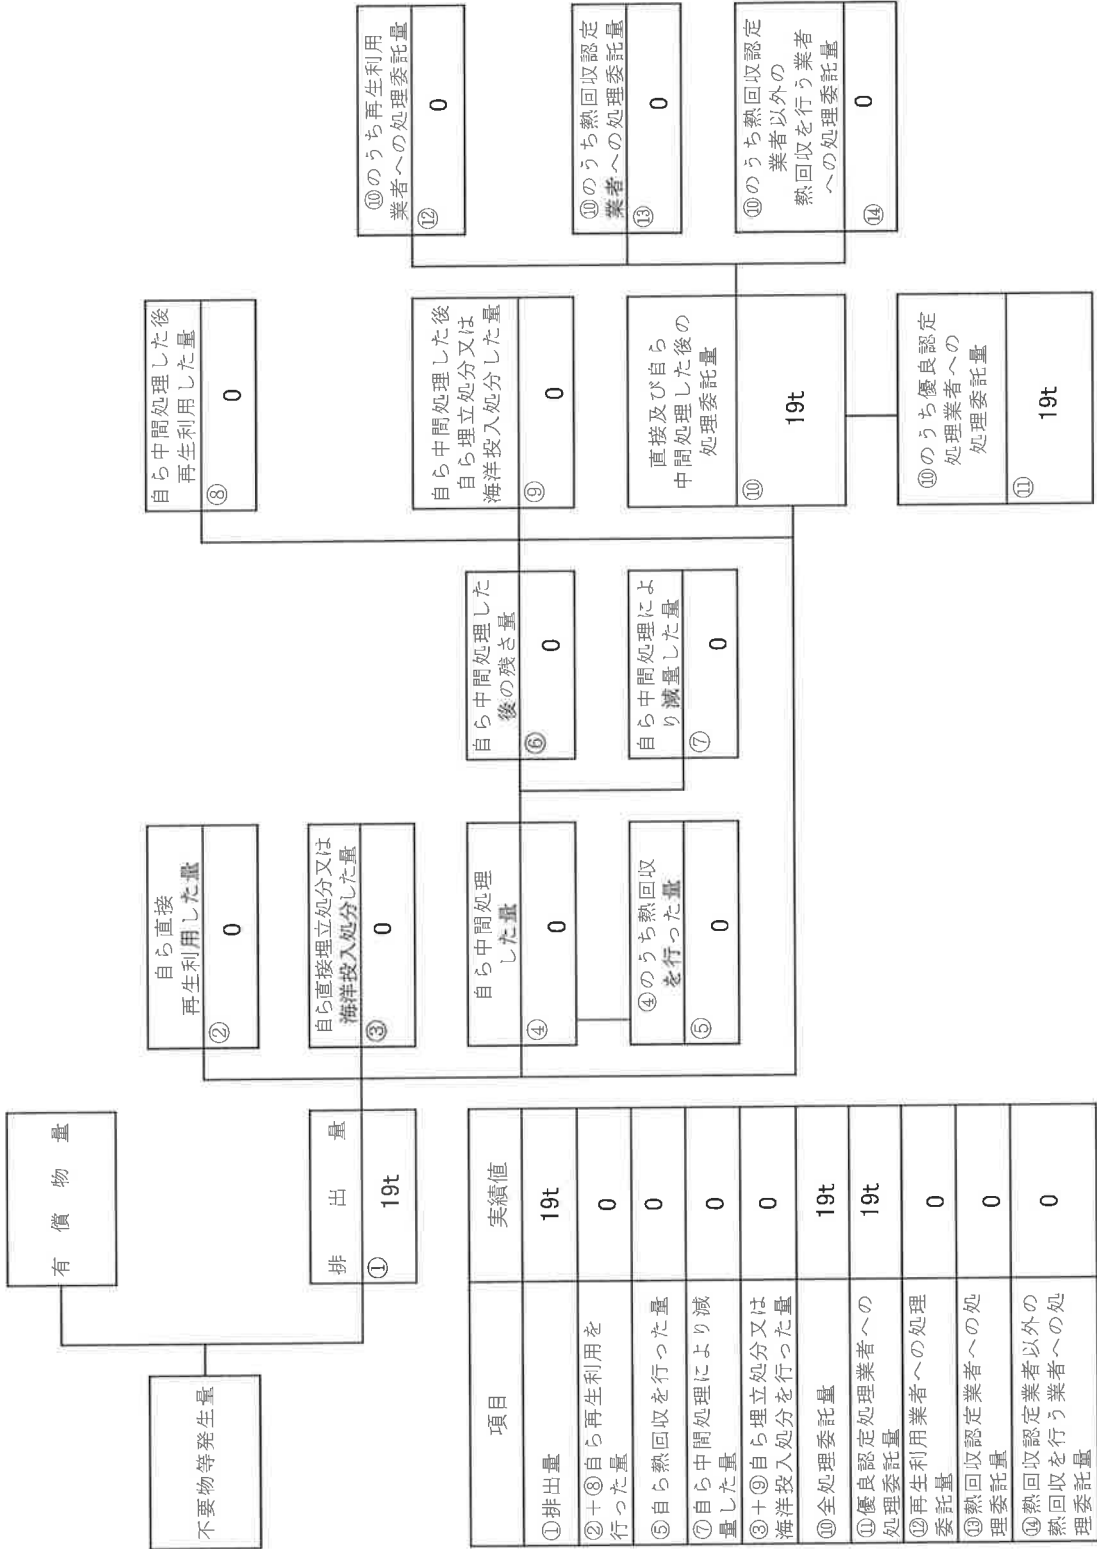 不要物等発生量
有償物量
排出量
①
19t
自ら直接
再生利用した量
②
0
自ら直接埋立処分又は
海洋投入処分した量
③
0
自ら中間処理
した量
④
0
④のうち熱回収
を行った量
⑤
0
自ら中間処理した
後の残さ量
⑥
0
自ら中間処理によ
り減量した量
⑦
0
自ら中間処理した後
再生利用した量
⑧
0
自ら中間処理した後
自ら埋立処分又は
海洋投入処分した量
⑨
0
直接及び自ら
中間処理した後の
処理委託量
⑩
19t
⑩のうち優良認定
処理業者への
処理委託量
⑪
19t
⑩のうち再生利用
業者への処理委託量
⑫
0
⑩のうち熱回収認定
業者への処理委託量
⑬
0
⑩のうち熱回収認定
業者以外の
熱回収を行う業者
への処理委託量
⑭
0
項目 実績値
①排出量 19t
②+⑧自ら再生利用を
行った量 0
⑤自ら熱回収を行った量 0
⑦自ら中間処理により減
量した量 0
③+⑨自ら埋立処分又は
海洋投入処分を行った量 0
⑩全処理委託量 19t
⑪優良認定処理業者への
処理委託量 19t
⑫再生利用業者への処理
委託量 0
⑬熱回収認定業者への処
理委託量 0
⑭熱回収認定業者以外の
熱回収を行う業者への処
理委託量 0